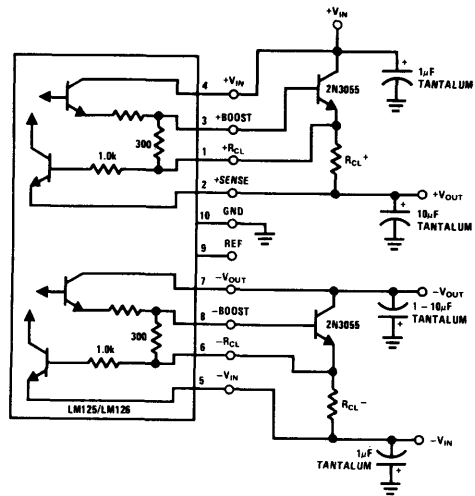 +VIN
1μF
TANTALUM
+
4
+VIN
2N3055
3
+BOOST
300
1.0k
1
+RCL
RCL+
2
+SENSE
+VOUT
10
GND
+
10μF
TANTALUM
9
REF
7
-VOUT
-VOUT
8
-BOOST
1 - 10μF
TANTALUM
+
2N3055
300
1.0k
6
-RCL
5
-VIN
RCL-
LM125/LM126
-VIN
1μF
TANTALUM
+